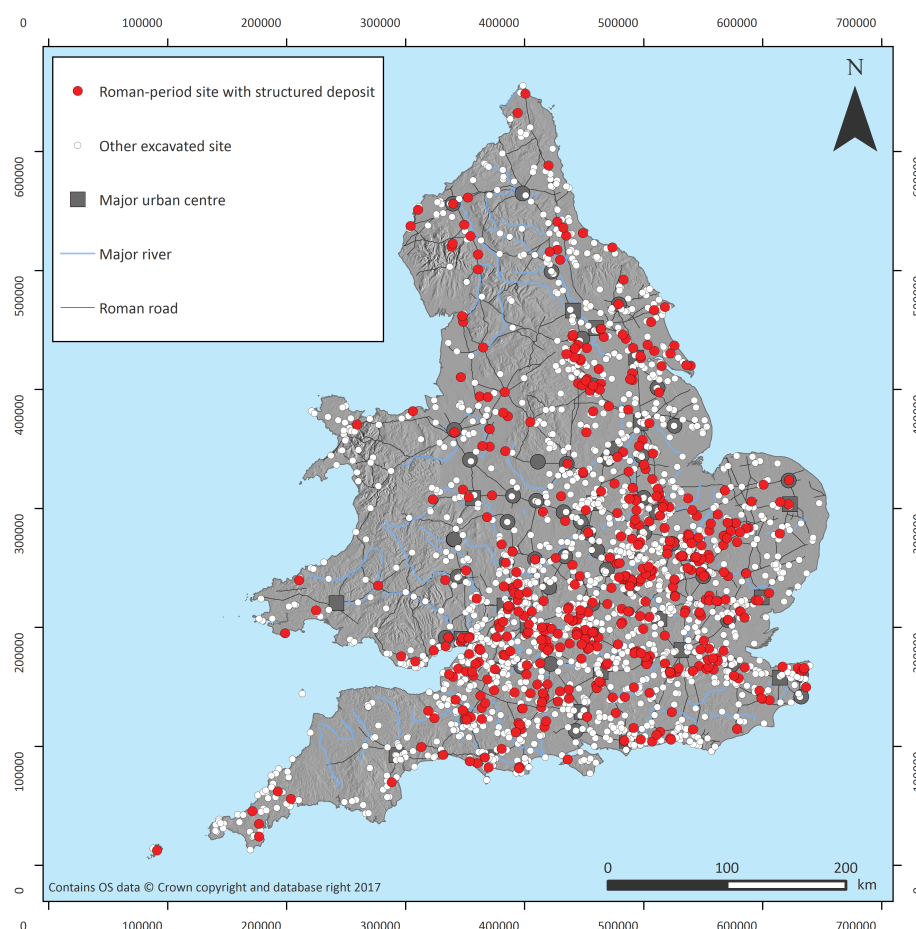 0 100000 200000 300000 400000 500000 600000 700000
N
Roman-period site with structured deposit
Other excavated site
Major urban centre
Major river
Roman road
600000
500000
400000
300000
200000
100000
0
0 100 200
km
Contains OS data © Crown copyright and database right 2017
0 100000 200000 300000 400000 500000 600000 700000